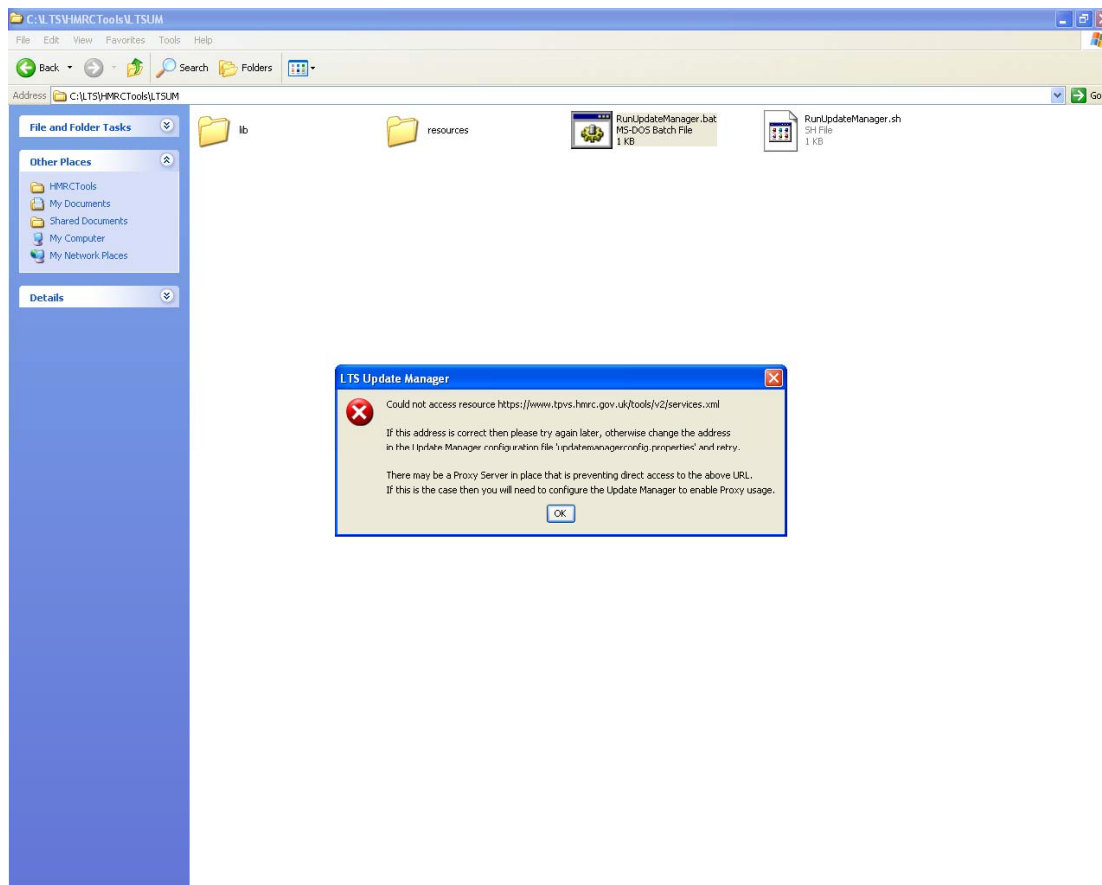 C:\LTS\HMRCTools\LTSUM
File Edit View Favorites Tools Help
Back Search Folders
Address C:\LTS\HMRCTools\LTSUM Go
File and Folder Tasks
Other Places
HMRCTools
My Documents
Shared Documents
My Computer
My Network Places
Details
lib
resources
RunUpdateManager.bat
MS-DOS Batch File
1 KB
RunUpdateManager.sh
SH File
1 KB
LTS Update Manager
Could not access resource https://www.tpvs.hmrc.gov.uk/tools/v2/services.xml
If this address is correct then please try again later, otherwise change the address
in the Update Manager configuration file 'updatemanagerconfig.properties' and retry.
There may be a Proxy Server in place that is preventing direct access to the above URL.
If this is the case then you will need to configure the Update Manager to enable Proxy usage.
OK